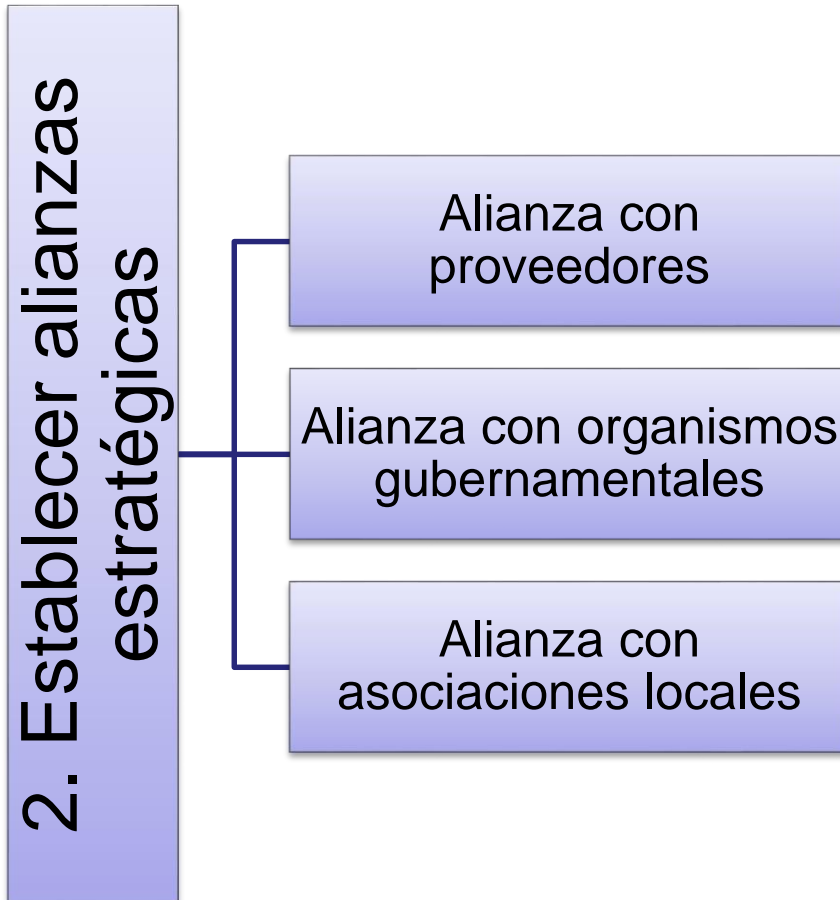 2. Establecer alianzas
estratégicas
Alianza con
proveedores
Alianza con organismos
gubernamentales
Alianza con
asociaciones locales